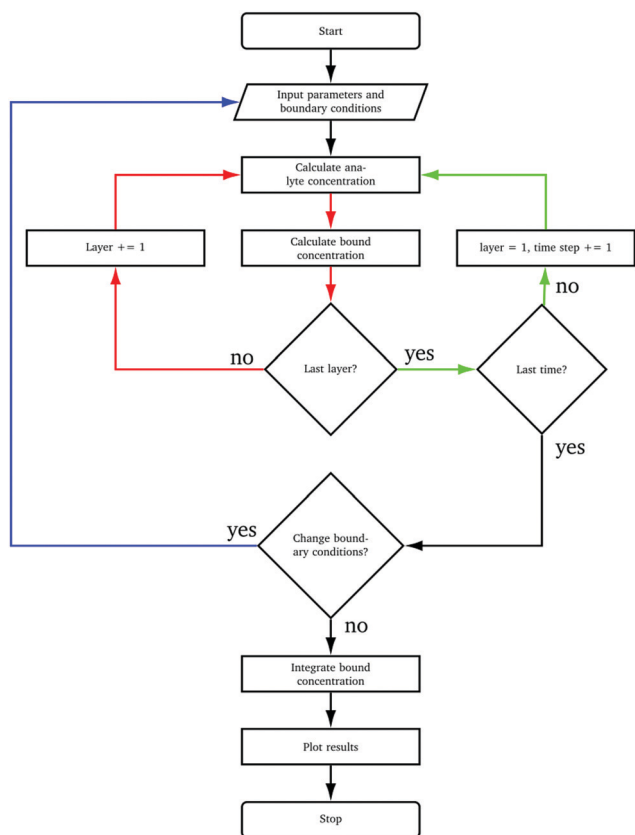 Start
Input parameters and
boundary conditions
Calculate ana-
lyte concentration
Layer += 1
Calculate bound
concentration
layer = 1, time step += 1
no
no
Last layer?
yes
Last time?
yes
yes
Change bound-
ary conditions?
no
Integrate bound
concentration
Plot results
Stop